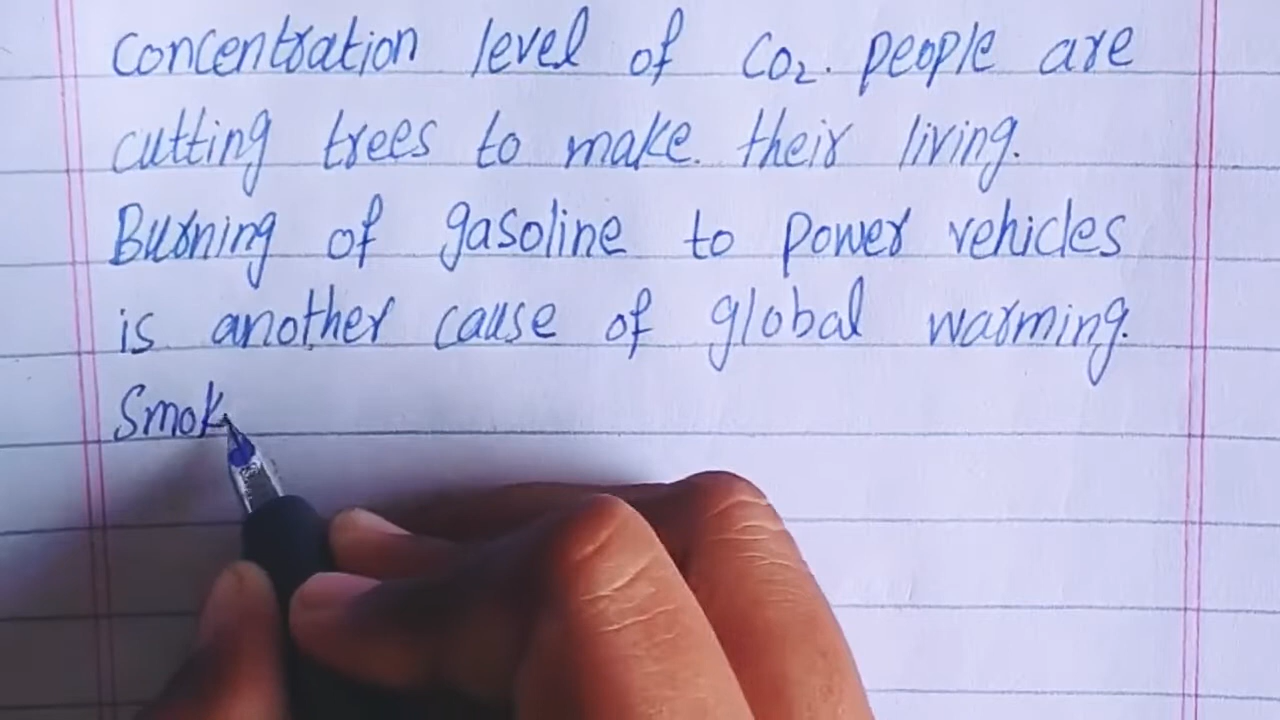 concentration level of CO₂. people are
cutting trees to make. their living.
Burning of gasoline to power vehicles
is another cause of global warming.
Smok